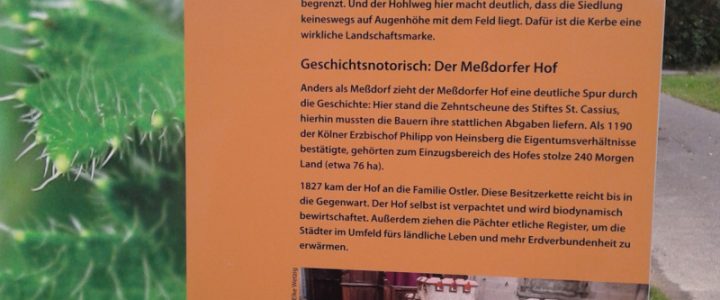 begrenzt. Und der Hohlweg hier macht deutlich, dass die Siedlung
keineswegs auf Augenhöhe mit dem Feld liegt. Dafür ist die Kerbe eine
wirkliche Landschaftsmarke.
Geschichtsnotorisch: Der Meßdorfer Hof
Anders als Meßdorf zieht der Meßdorfer Hof eine deutliche Spur durch
die Geschichte: Hier stand die Zehntscheune des Stiftes St. Cassius,
hierhin mussten die Bauern ihre stattlichen Abgaben liefern. Als 1190
der Kölner Erzbischof Philipp von Heinsberg die Eigentumsverhältnisse
bestätigte, gehörten zum Einzugsbereich des Hofes stolze 240 Morgen
Land (etwa 76 ha).
1827 kam der Hof an die Familie Ostler. Diese Besitzerkette reicht bis in
die Gegenwart. Der Hof selbst ist verpachtet und wird biodynamisch
bewirtschaftet. Außerdem ziehen die Pächter etliche Register, um die
Städter im Umfeld fürs ländliche Leben und mehr Erdverbundenheit zu
erwärmen.